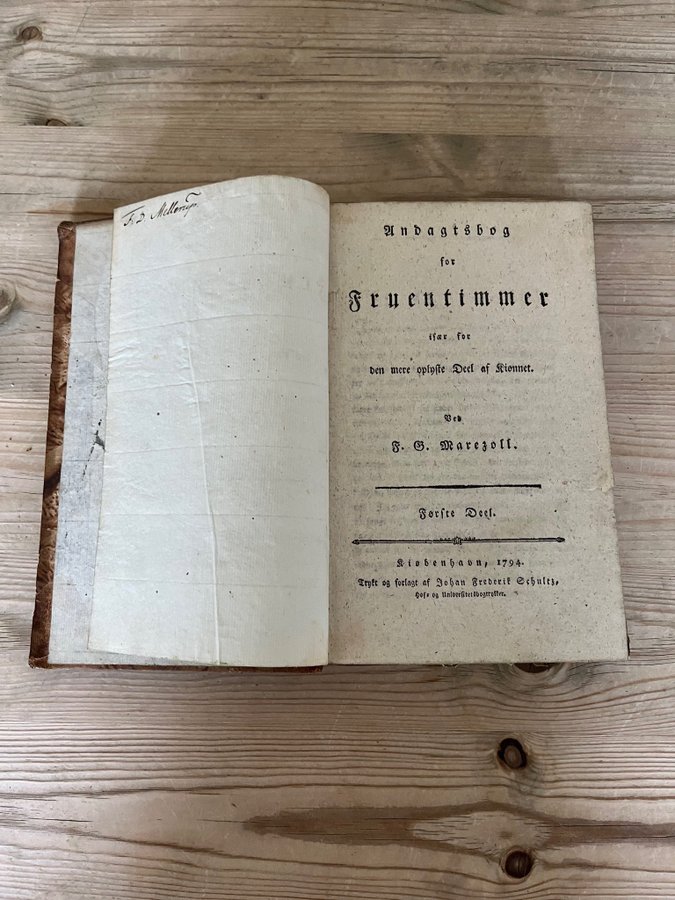 F. D. Mellerup.
Andagtsbog
for
Fruentimmer
især for
den mere oplyste Deel af Kiønnet.
Ved
F. G. Marezoll.
Første Deel.
Kiøbenhavn, 1794.
Trykt og forlagt af Johan Frederik Schultz,
Hof- og Universitetsbogtrykker.